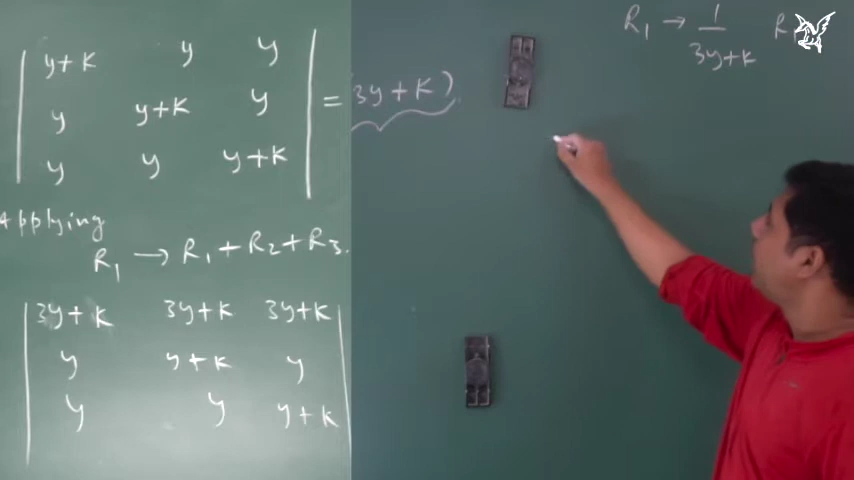 y+k y y
y y+k y
y y y+k
= (3y+k)
Applying
R₁ → R₁ + R₂ + R₃.
3y+k 3y+k 3y+k
y y+k y
y y y+k
R₁ → 1/3y+k R